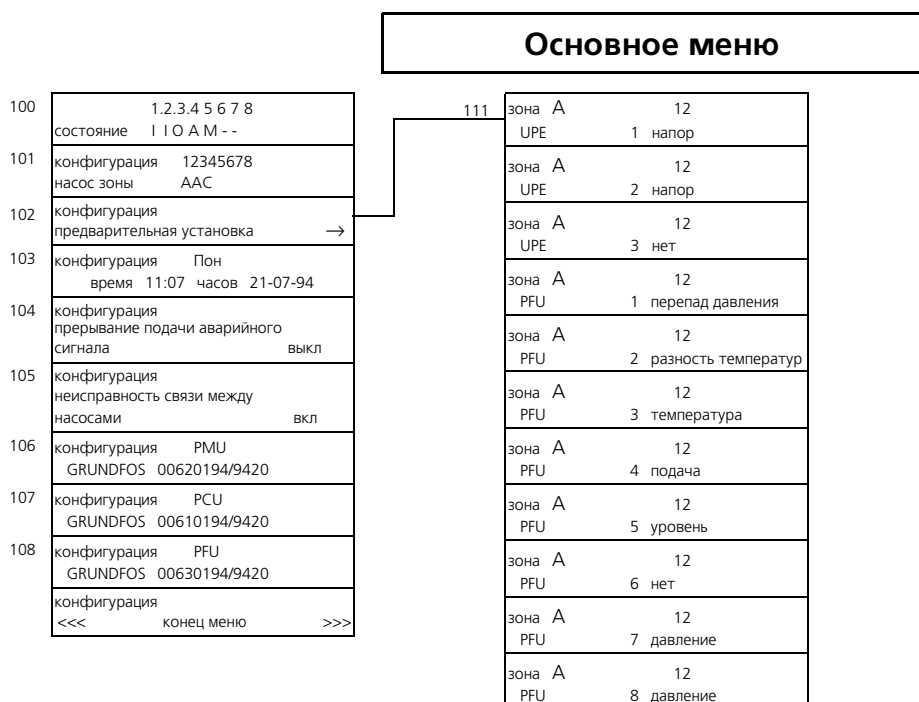 Основное меню
100
1.2.3.4 5 6 7 8
состояние I I O A M - -
101
конфигурация 12345678
насос зоны AAC
102
конфигурация
предварительная установка →
103
конфигурация Пон
время 11:07 часов 21-07-94
104
конфигурация
прерывание подачи аварийного
сигнала выкл
105
конфигурация
неисправность связи между
насосами вкл
106
конфигурация PMU
GRUNDFOS 00620194/9420
107
конфигурация PCU
GRUNDFOS 00610194/9420
108
конфигурация PFU
GRUNDFOS 00630194/9420
конфигурация
<<< конец меню >>>
111
зона A 12
UPE 1 напор
зона A 12
UPE 2 напор
зона A 12
UPE 3 нет
зона A 12
PFU 1 перепад давления
зона A 12
PFU 2 разность температур
зона A 12
PFU 3 температура
зона A 12
PFU 4 подача
зона A 12
PFU 5 уровень
зона A 12
PFU 6 нет
зона A 12
PFU 7 давление
зона A 12
PFU 8 давление